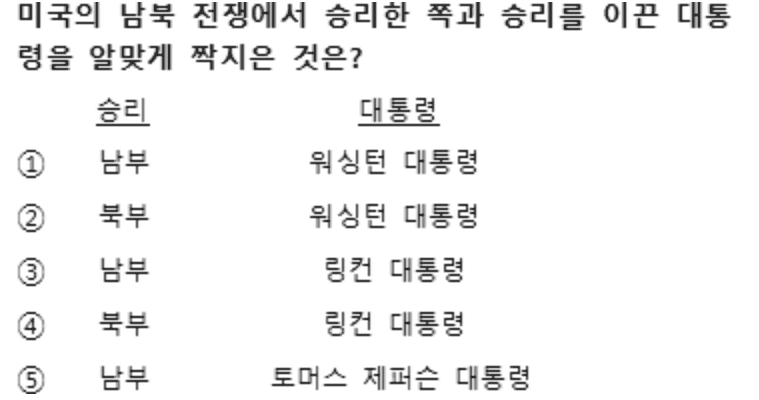 미국의 남북 전쟁에서 승리한 쪽과 승리를 이끈 대통
령을 알맞게 짝지은 것은?
승리 대통령
① 남부 워싱턴 대통령
② 북부 워싱턴 대통령
③ 남부 링컨 대통령
④ 북부 링컨 대통령
⑤ 남부 토머스 제퍼슨 대통령